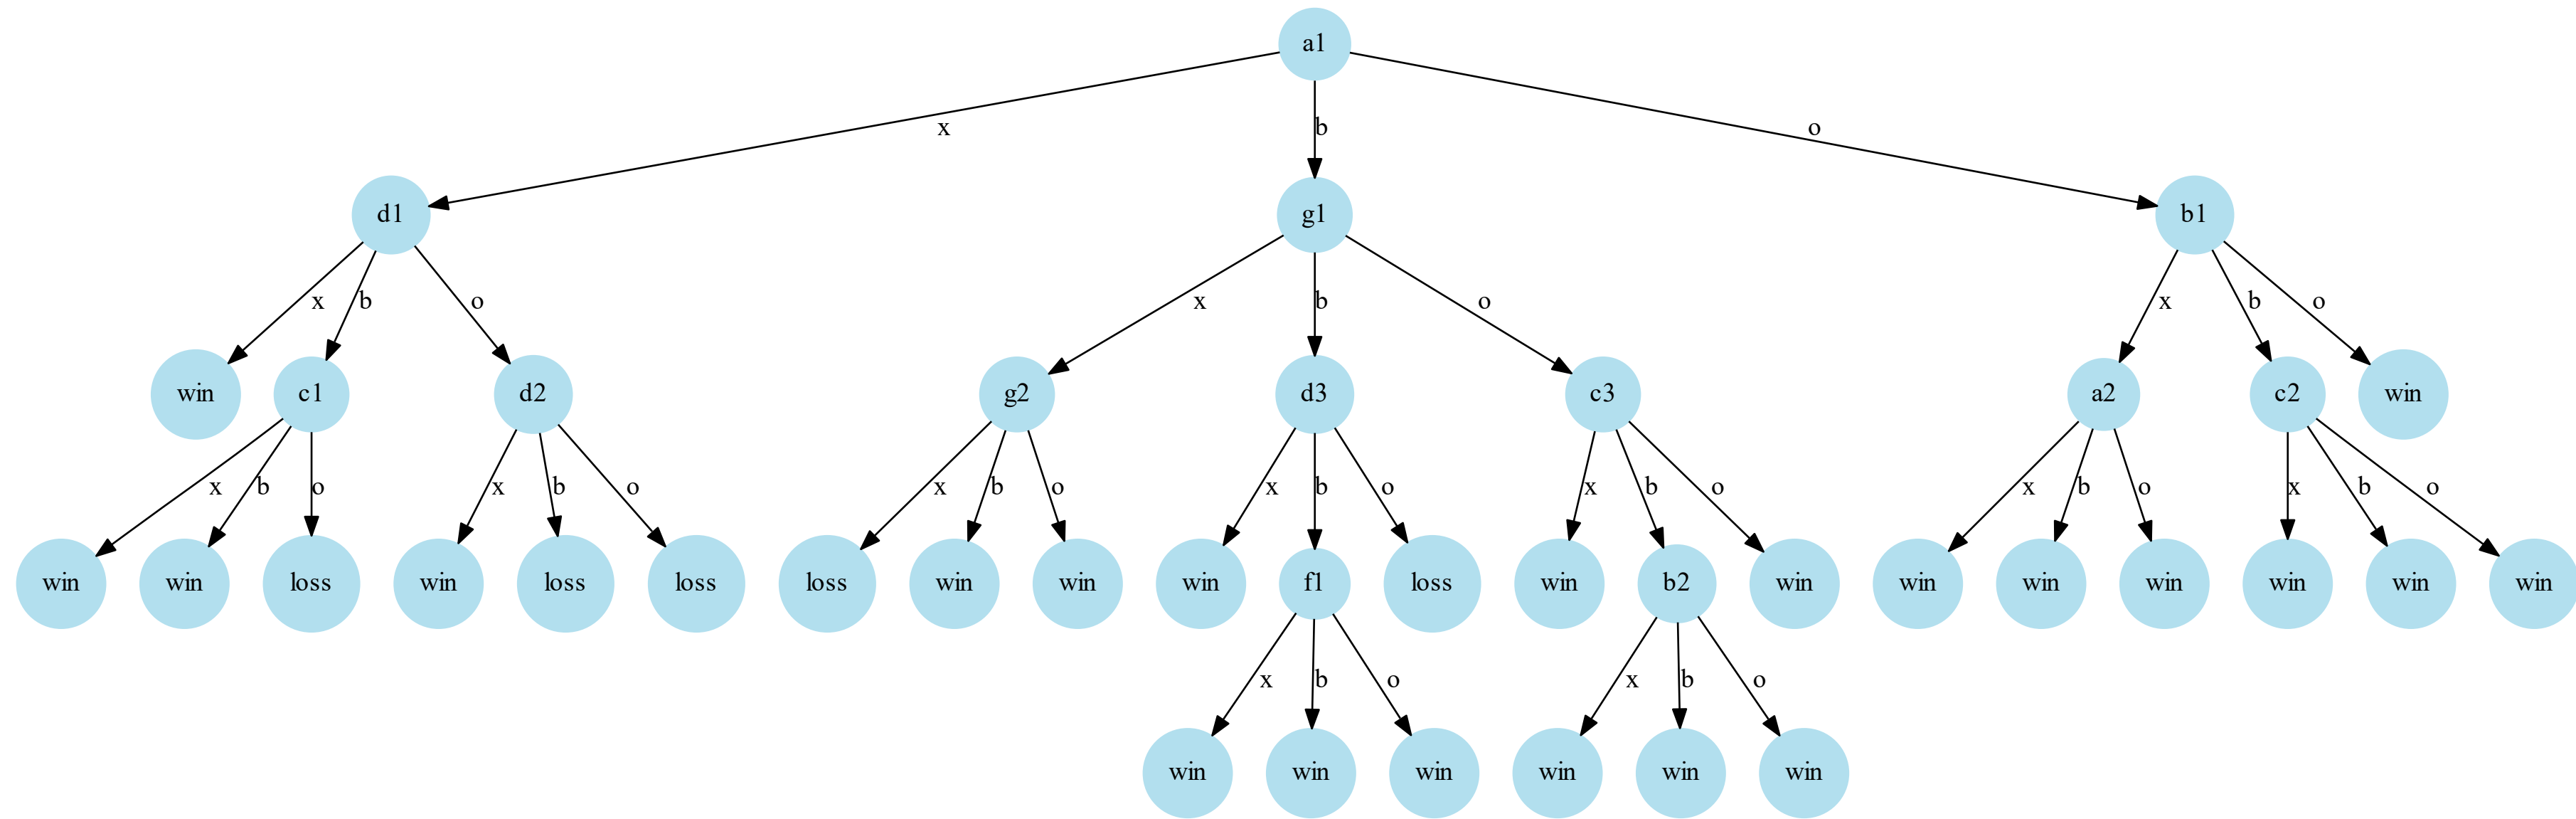 a1
x b o
d1 g1 b1
x b o x b o x b o
win c1 d2 g2 d3 c3 a2 c2 win
x b o x b o x b o x b o x b o x b o x b o
win win loss win loss loss loss win win win f1 loss win b2 win win win win win win win
x b o x b o
win win win win win win